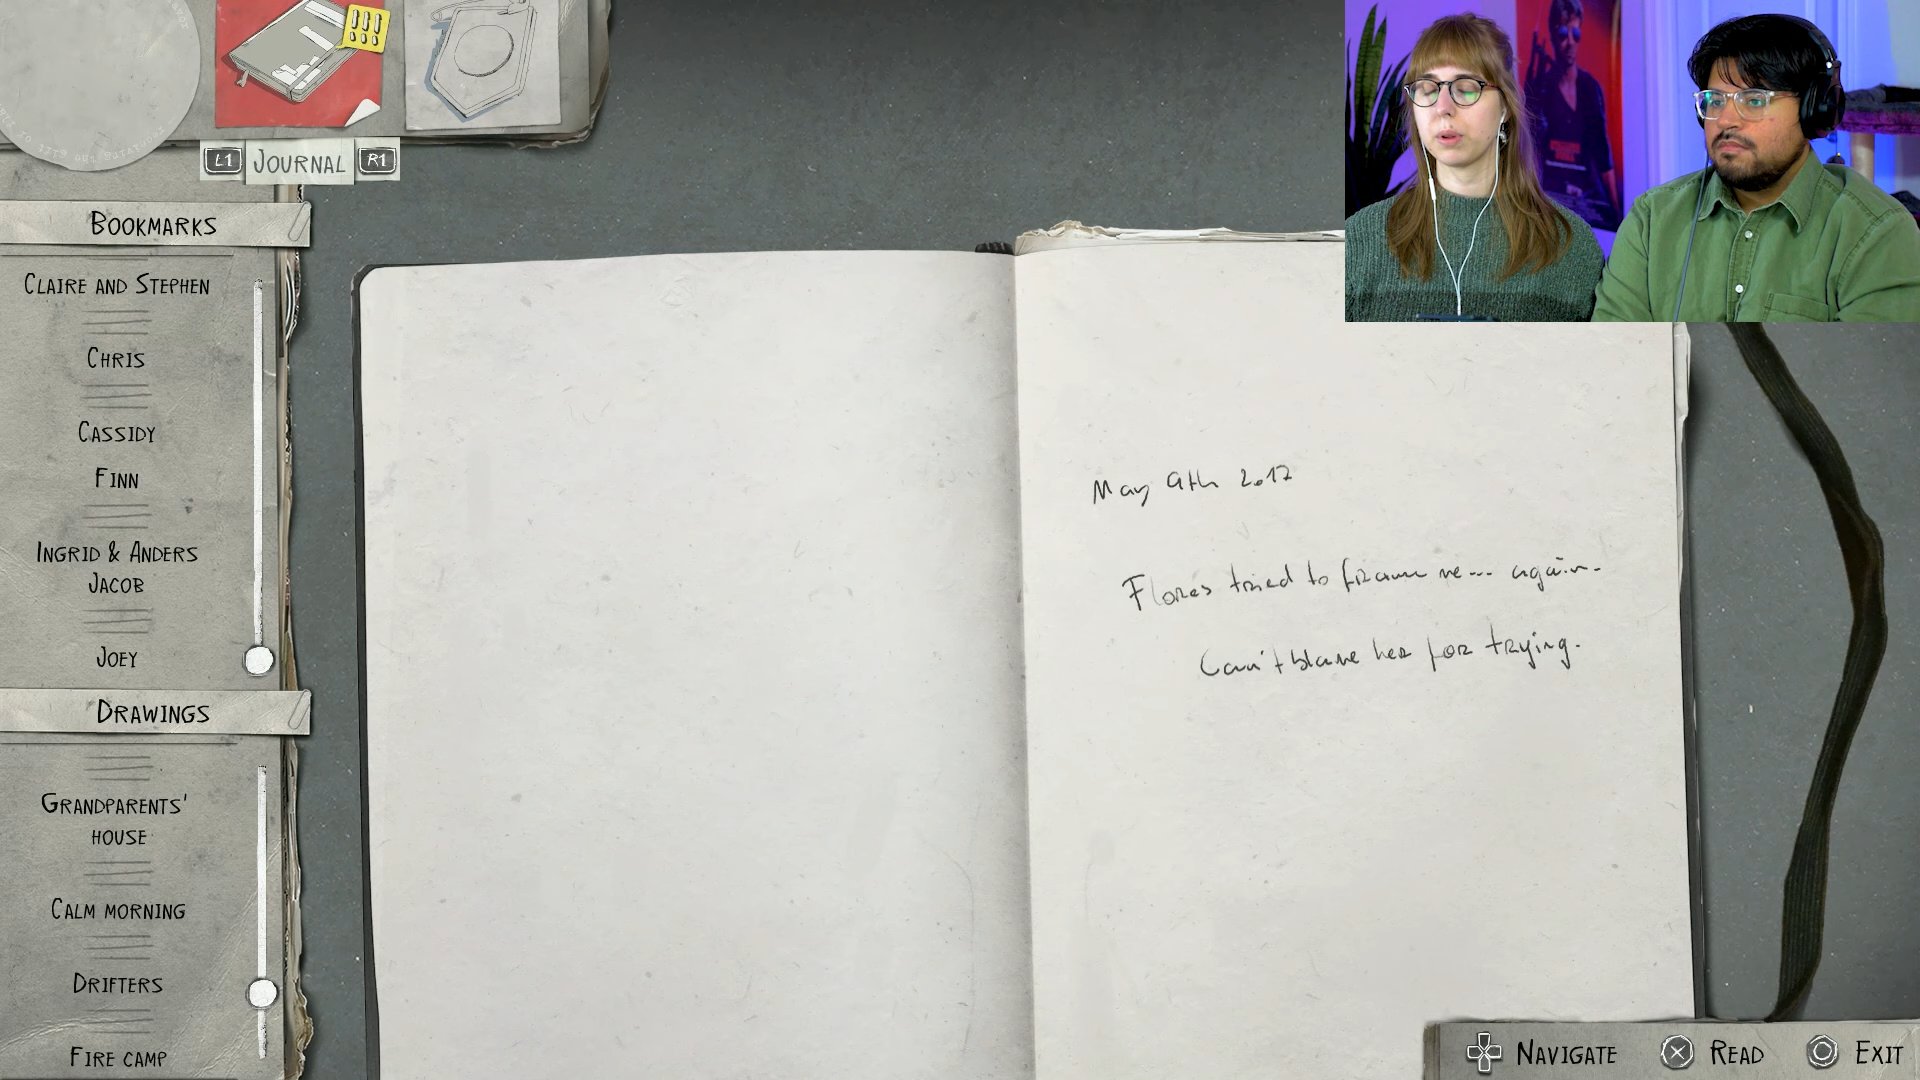 L1 JOURNAL R1
BOOKMARKS
CLAIRE AND STEPHEN
CHRIS
CASSIDY
FINN
INGRID & ANDERS
JACOB
JOEY
DRAWINGS
GRANDPARENTS'
HOUSE
CALM MORNING
DRIFTERS
FIRE CAMP
May 9th 2017
Flores tried to frame me... again.
Can't blame her for trying.
NAVIGATE READ EXIT